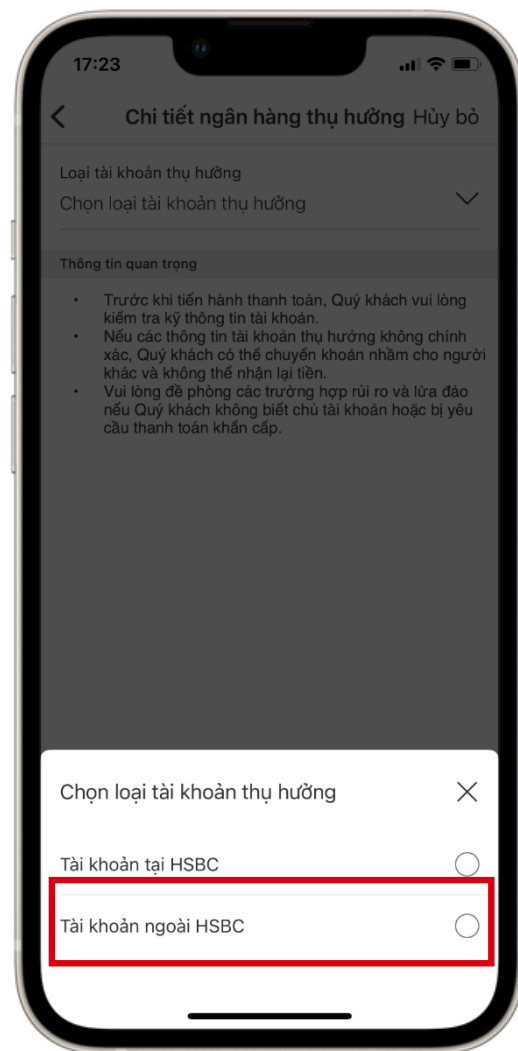 17:23
Chi tiết ngân hàng thụ hưởng Hủy bỏ
Loại tài khoản thụ hưởng
Chọn loại tài khoản thụ hưởng
Thông tin quan trọng
• Trước khi tiến hành thanh toán, Quý khách vui lòng
kiểm tra kỹ thông tin tài khoản.
• Nếu các thông tin tài khoản thụ hưởng không chính
xác, Quý khách có thể chuyển khoản nhầm cho người
khác và không thể nhận lại tiền.
• Vui lòng đề phòng các trường hợp rủi ro và lừa đảo
nếu Quý khách không biết chủ tài khoản hoặc bị yêu
cầu thanh toán khẩn cấp.
Chọn loại tài khoản thụ hưởng
Tài khoản tại HSBC
Tài khoản ngoài HSBC